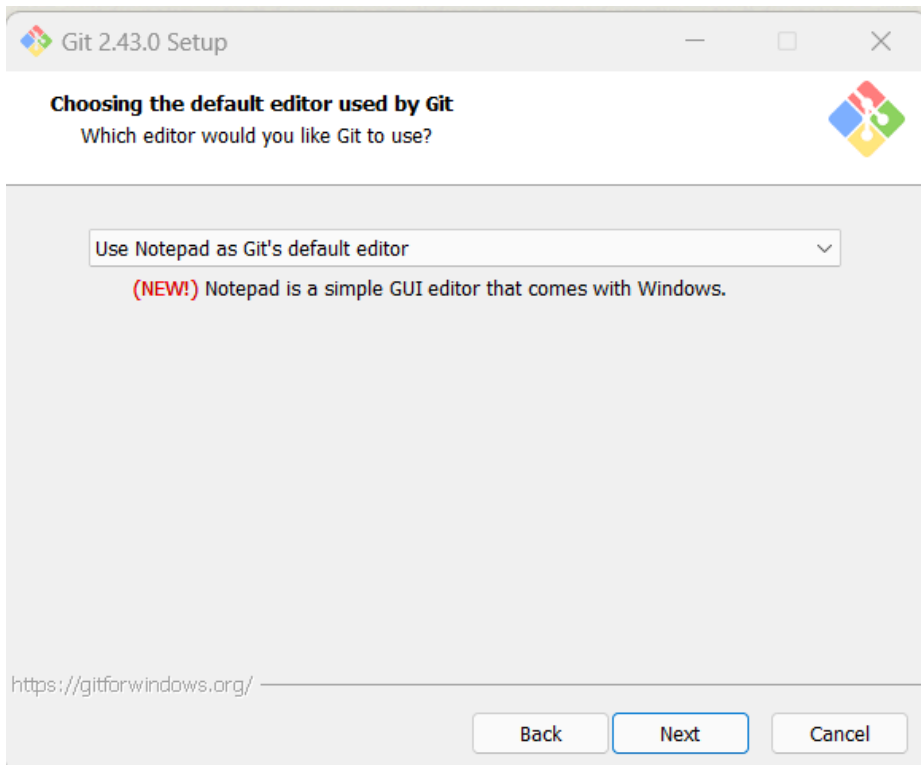 Git 2.43.0 Setup
Choosing the default editor used by Git
Which editor would you like Git to use?
Use Notepad as Git's default editor
(NEW!) Notepad is a simple GUI editor that comes with Windows.
https://gitforwindows.org/
Back Next Cancel